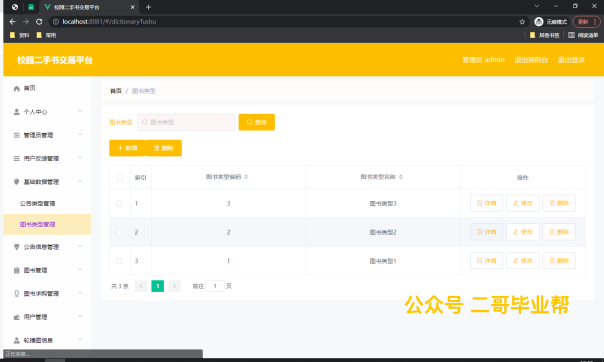 校园二手书交易平台
localhost:8081/#/dictionaryTushu
无痕模式
更新
资料
常用
其他书签
阅读清单
校园二手书交易平台
管理员 admin
退出到前台
退出登录
首页
个人中心
管理员管理
用户反馈管理
基础数据管理
公告类型管理
图书类型管理
公告信息管理
图书管理
图书求购管理
用户管理
轮播图信息
首页 / 图书类型
图书类型
图书类型
查询
+ 新增
删除
索引 图书类型编码 图书类型名称 操作
1 3 图书类型3 详情 修改 删除
2 2 图书类型2 详情 修改 删除
3 1 图书类型1 详情 修改 删除
共 3 条 < 1 > 前往 1 页
公众号 二哥毕业帮
正在连接...